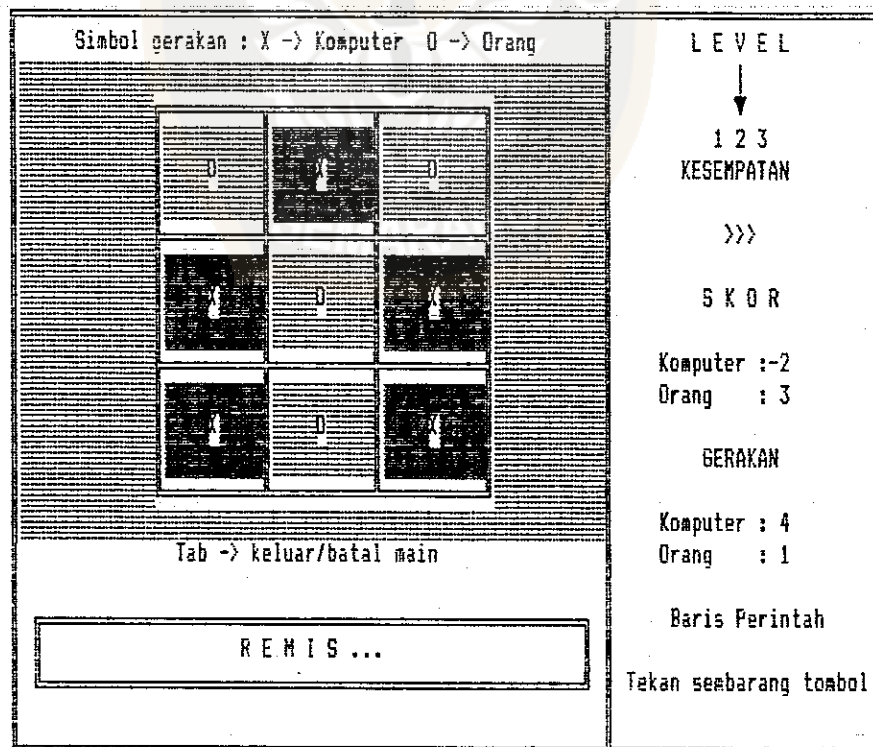 Simbol gerakan : X -> Komputer O -> Orang
O X O
X O X
X O X
Tab -> keluar/batal main
R E M I S ...
L E V E L
1 2 3
KESEMPATAN
>>>
S K O R
Komputer :-2
Orang : 3
GERAKAN
Komputer : 4
Orang : 1
Baris Perintah
Tekan sembarang tombol